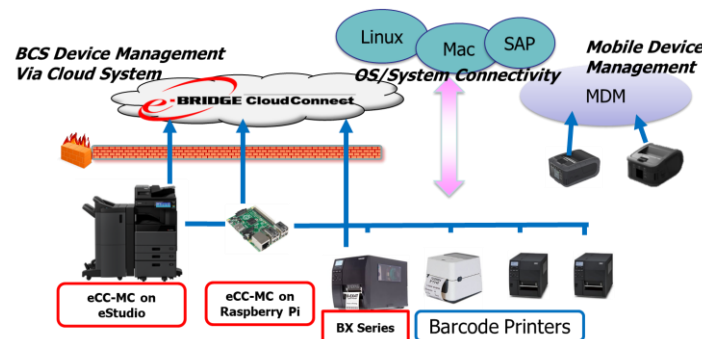 BCS Device Management
Via Cloud System
e-BRIDGE CloudConnect
Linux
Mac
SAP
OS/System Connectivity
Mobile Device
Management
MDM
eCC-MC on
eStudio
eCC-MC on
Raspberry Pi
BX Series
Barcode Printers